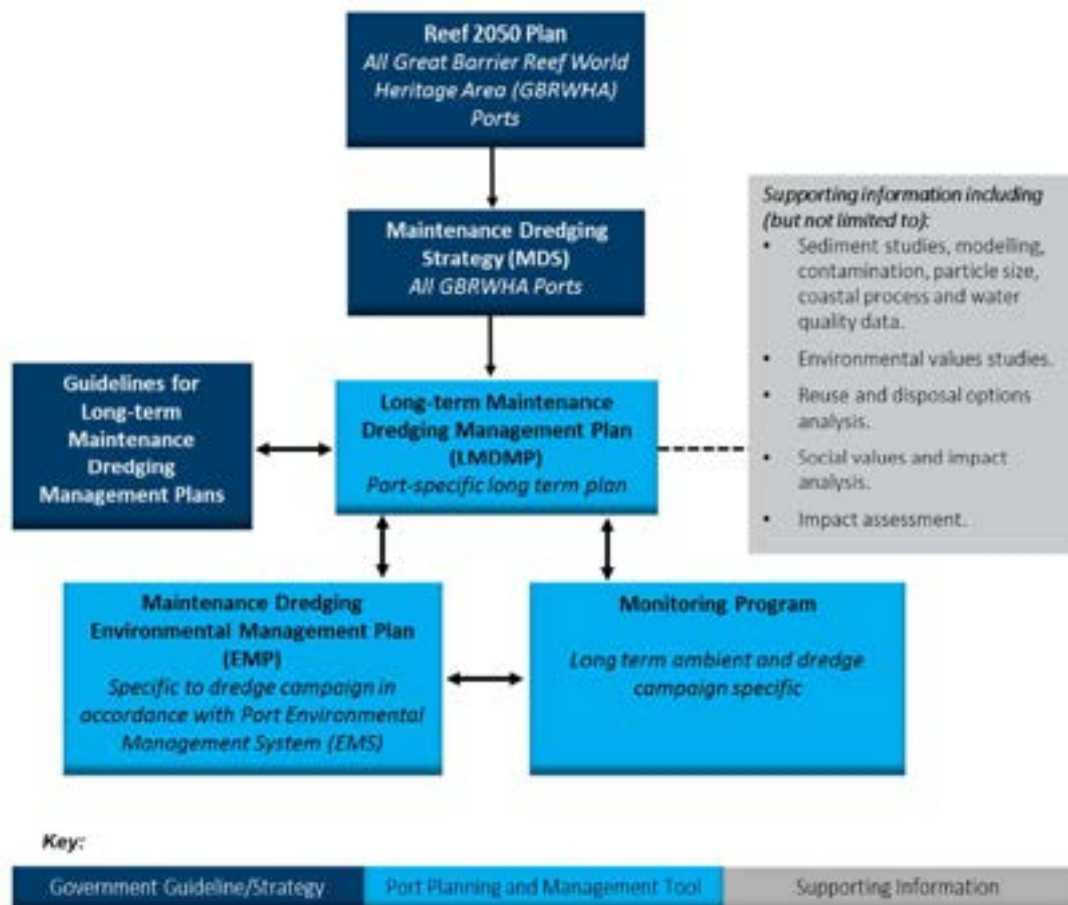 Reef 2050 Plan
All Great Barrier Reef World
Heritage Area (GBRWHA)
Ports
Maintenance Dredging
Strategy (MDS)
All GBRWHA Ports
Supporting information including
(but not limited to):
• Sediment studies, modelling,
contamination, particle size,
coastal process and water
quality data.
• Environmental values studies.
• Reuse and disposal options
analysis.
• Social values and impact
analysis.
• Impact assessment.
Guidelines for
Long-term
Maintenance
Dredging
Management Plans
Long-term Maintenance
Dredging Management Plan
(LMDMP)
Port-specific long term plan
Maintenance Dredging
Environmental Management Plan
(EMP)
Specific to dredge campaign in
accordance with Port Environmental
Management System (EMS)
Monitoring Program
Long term ambient and dredge
campaign specific
Key:
Government Guideline/Strategy
Port Planning and Management Tool
Supporting Information